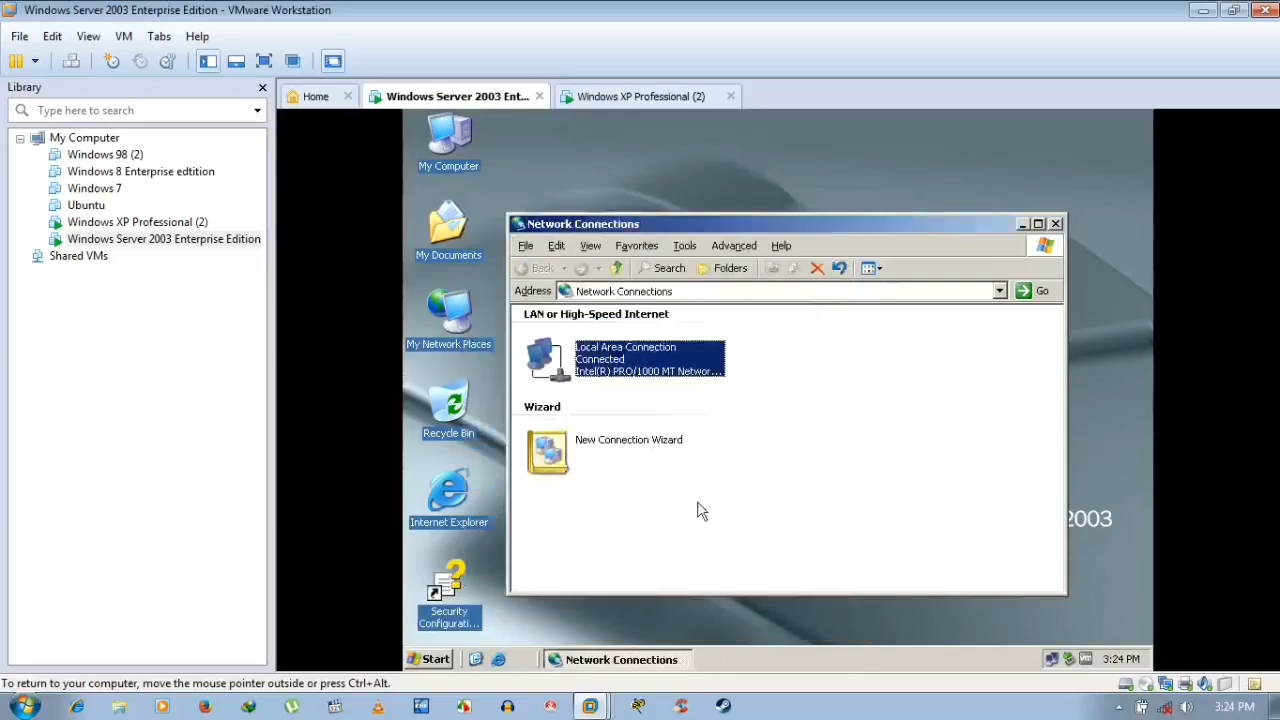 Windows Server 2003 Enterprise Edition - VMware Workstation
File Edit View VM Tabs Help
Library
Type here to search
My Computer
Windows 98 (2)
Windows 8 Enterprise edtition
Windows 7
Ubuntu
Windows XP Professional (2)
Windows Server 2003 Enterprise Edition
Shared VMs
Home
Windows Server 2003 Ent...
Windows XP Professional (2)
My Computer
My Documents
My Network Places
Recycle Bin
Internet Explorer
Security
Configurati...
Network Connections
File Edit View Favorites Tools Advanced Help
Back Search Folders
Address Network Connections Go
LAN or High-Speed Internet
Local Area Connection
Connected
Intel(R) PRO/1000 MT Networ...
Wizard
New Connection Wizard
2003
Start Network Connections 3:24 PM
To return to your computer, move the mouse pointer outside or press Ctrl+Alt.
3:24 PM